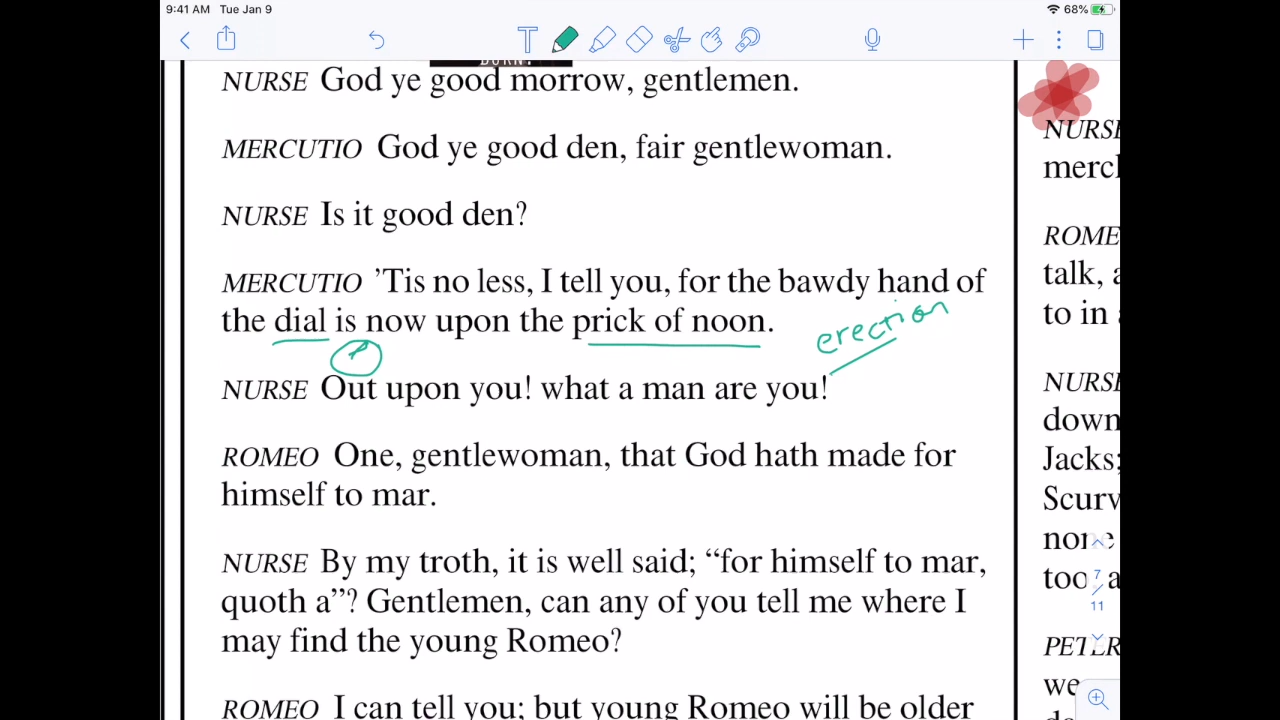 9:41 AM Tue Jan 9
68%
NURSE God ye good morrow, gentlemen.
MERCUTIO God ye good den, fair gentlewoman.
NURSE Is it good den?
MERCUTIO ’Tis no less, I tell you, for the bawdy hand of
the dial is now upon the prick of noon.
erection
NURSE Out upon you! what a man are you!
ROMEO One, gentlewoman, that God hath made for
himself to mar.
NURSE By my troth, it is well said; “for himself to mar,
quoth a”? Gentlemen, can any of you tell me where I
may find the young Romeo?
ROMEO I can tell you; but young Romeo will be older
NURSE
merc
ROME
talk, a
to in a
NURSE
down
Jacks;
Scurv
none
too a
7
11
PETER
we